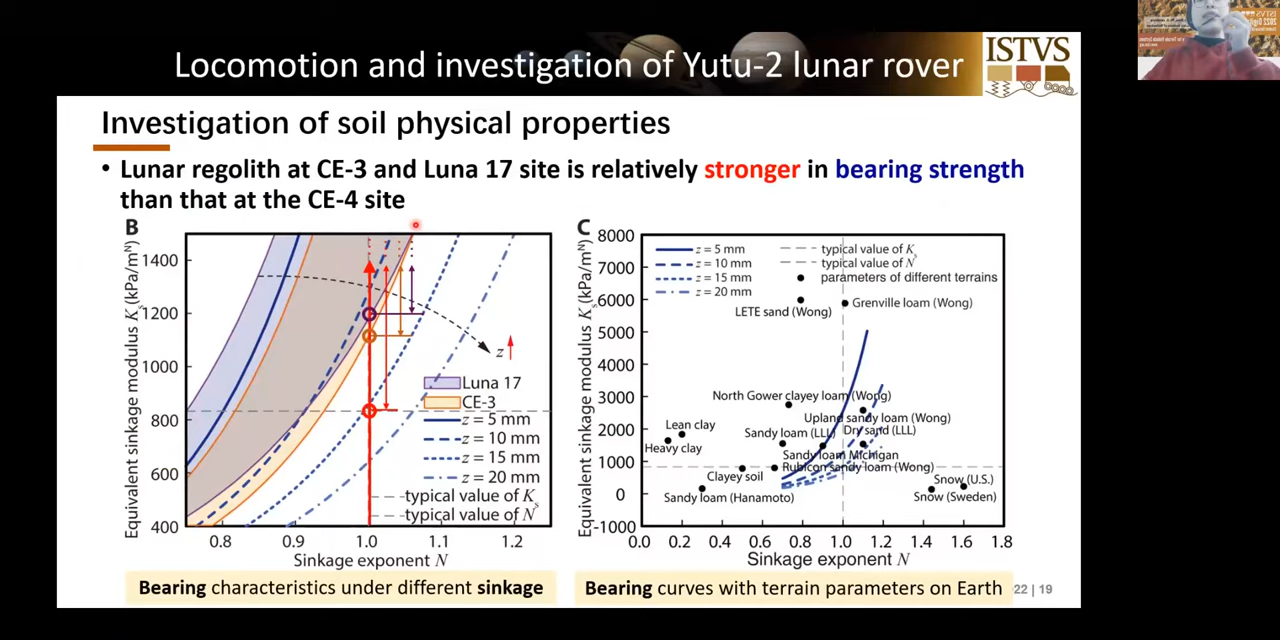 Locomotion and investigation of Yutu-2 lunar rover
ISTVS
Investigation of soil physical properties
• Lunar regolith at CE-3 and Luna 17 site is relatively stronger in bearing strength
than that at the CE-4 site
B
Equivalent sinkage modulus Ks (kPa/m^N)
1400
1200
1000
800
600
400
z
Luna 17
CE-3
z = 5 mm
z = 10 mm
z = 15 mm
z = 20 mm
typical value of Ks
typical value of N
0.8 0.9 1.0 1.1 1.2
Sinkage exponent N
Bearing characteristics under different sinkage
C
Equivalent sinkage modulus Ks (kPa/m^N)
8000
7000
6000
5000
4000
3000
2000
1000
0
-1000
z = 5 mm
z = 10 mm
z = 15 mm
z = 20 mm
typical value of Ks
typical value of N
parameters of different terrains
LETE sand (Wong)
Grenville loam (Wong)
North Gower clayey loam (Wong)
Upland sandy loam (Wong)
Lean clay
Sandy loam (LLL)
Dry sand (LLL)
Heavy clay
Sandy loam Michigan
Rubicon sandy loam (Wong)
Clayey soil
Snow (U.S.)
Sandy loam (Hanamoto)
Snow (Sweden)
0.0 0.2 0.4 0.6 0.8 1.0 1.2 1.4 1.6 1.8
Sinkage exponent N
Bearing curves with terrain parameters on Earth
022 | 19